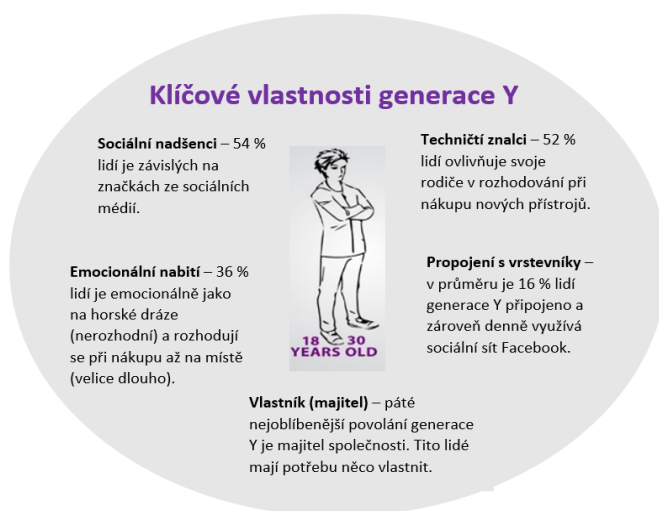 Klíčové vlastnosti generace Y
Sociální nadšenci – 54 %
lidí je závislých na
značkách ze sociálních
médií.
Techničtí znalci – 52 %
lidí ovlivňuje svoje
rodiče v rozhodování při
nákupu nových přístrojů.
Emocionální nabití – 36 %
lidí je emocionálně jako
na horské dráze
(nerozhodní) a rozhodují
se při nákupu až na místě
(velice dlouho).
Propojení s vrstevníky –
v průměru je 16 % lidí
generace Y připojeno a
zároveň denně využívá
sociální sít Facebook.
18 30
YEARS OLD
Vlastník (majitel) – páté
nejoblíbenější povolání generace
Y je majitel společnosti. Tito lidé
mají potřebu něco vlastnit.